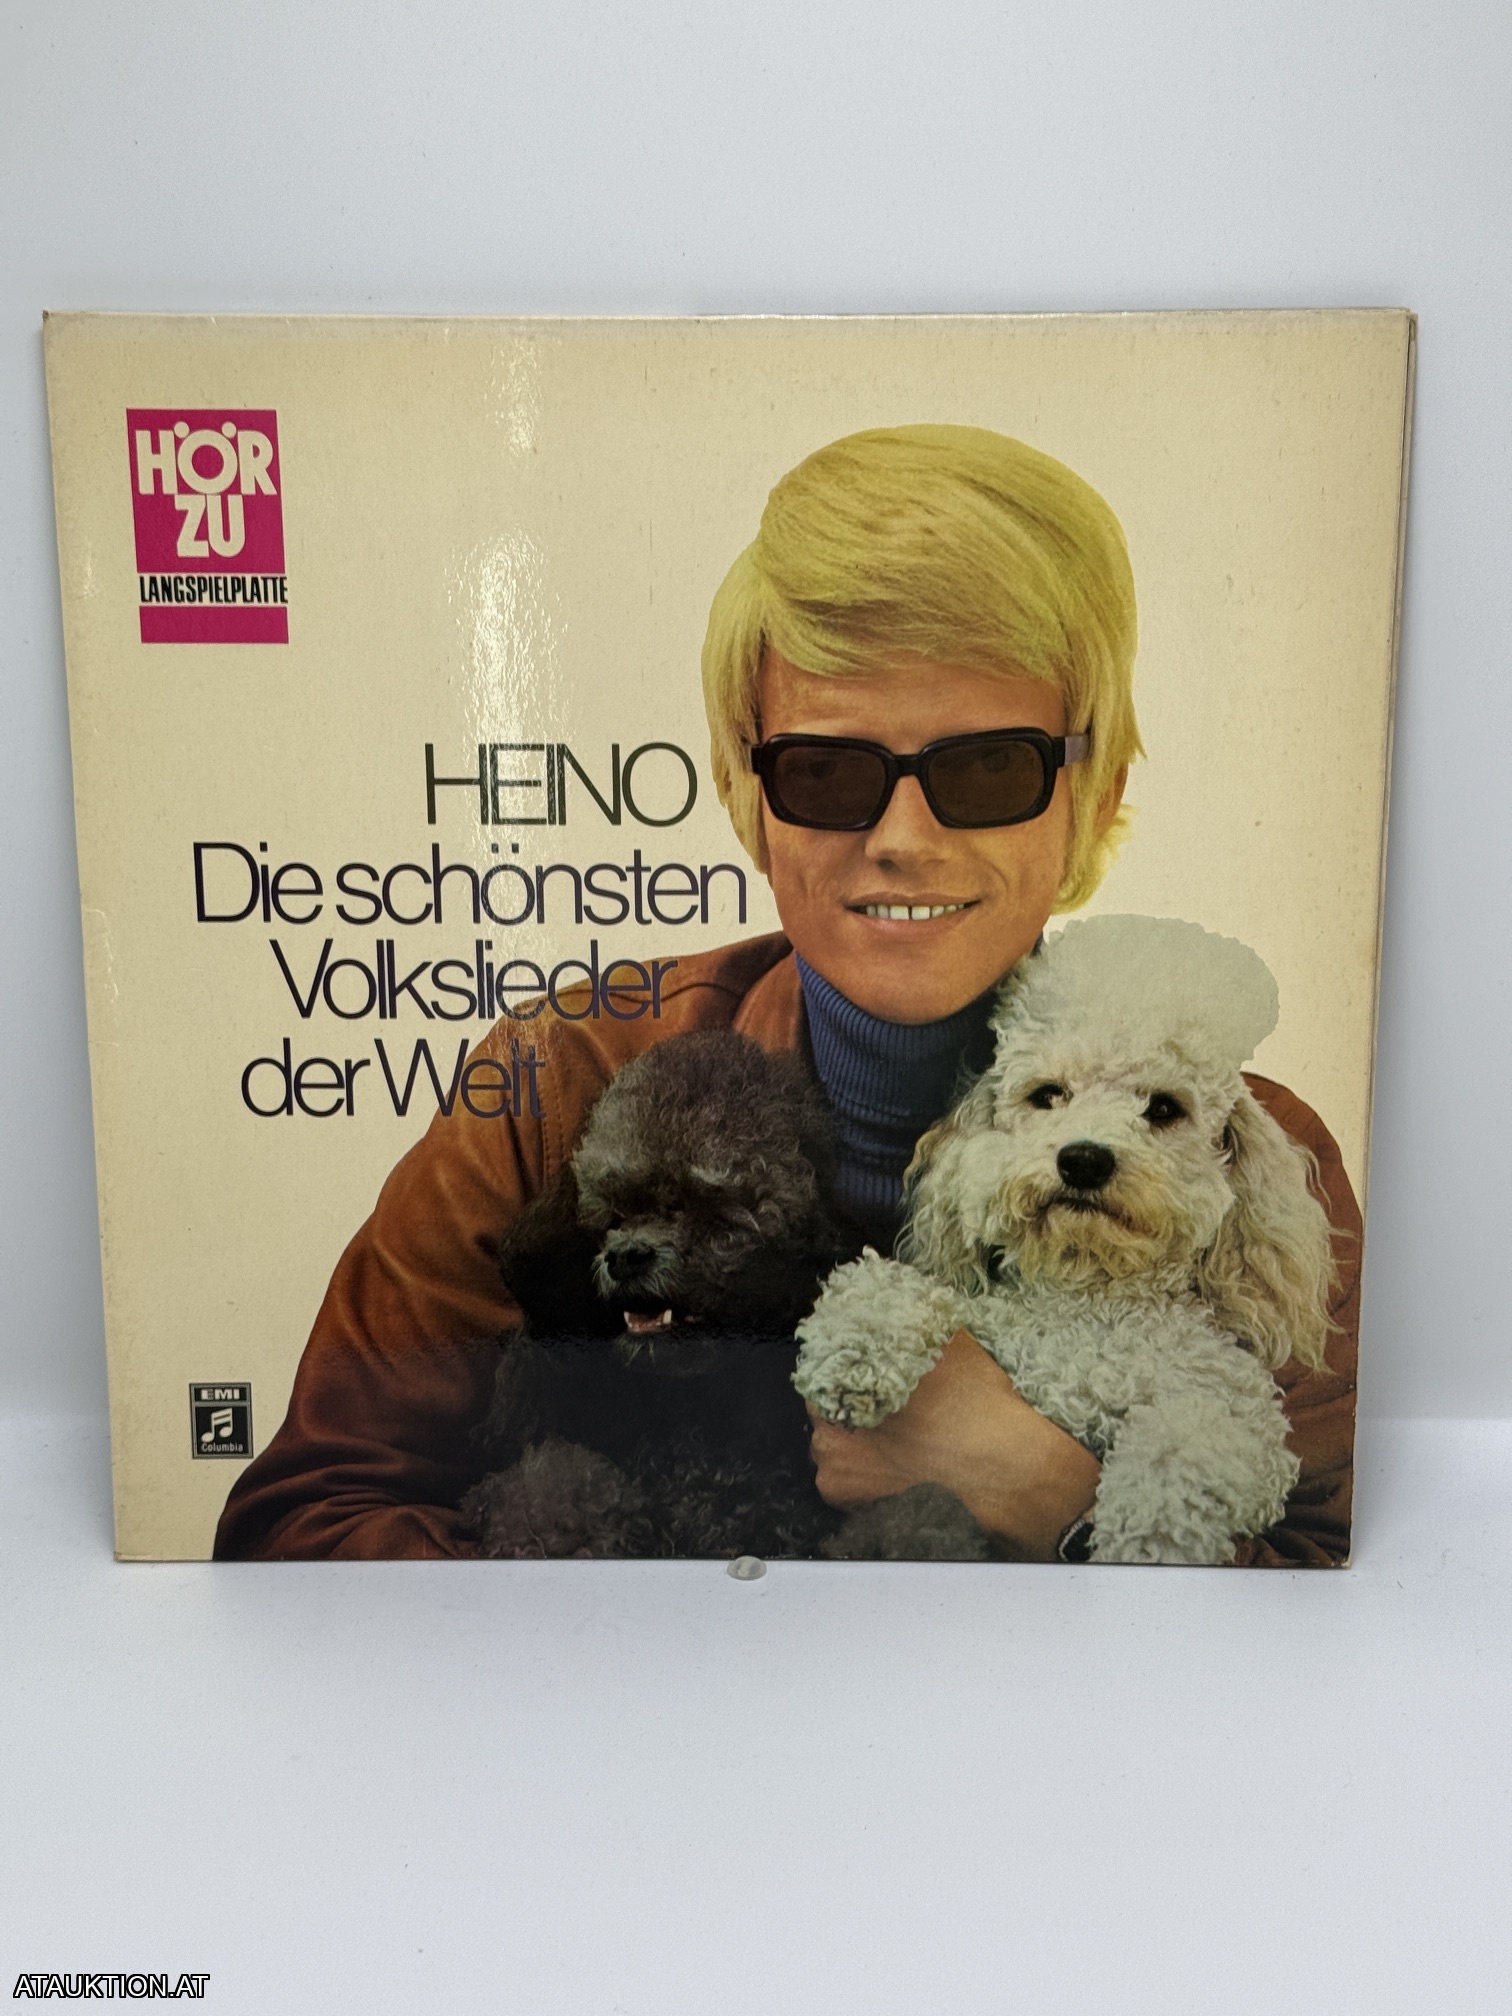 HÖR
ZU
LANGSPIELPLATTE
HEINO
Die schönsten
Volkslieder
der Welt
EMI
Columbia
ATAUKTION.AT